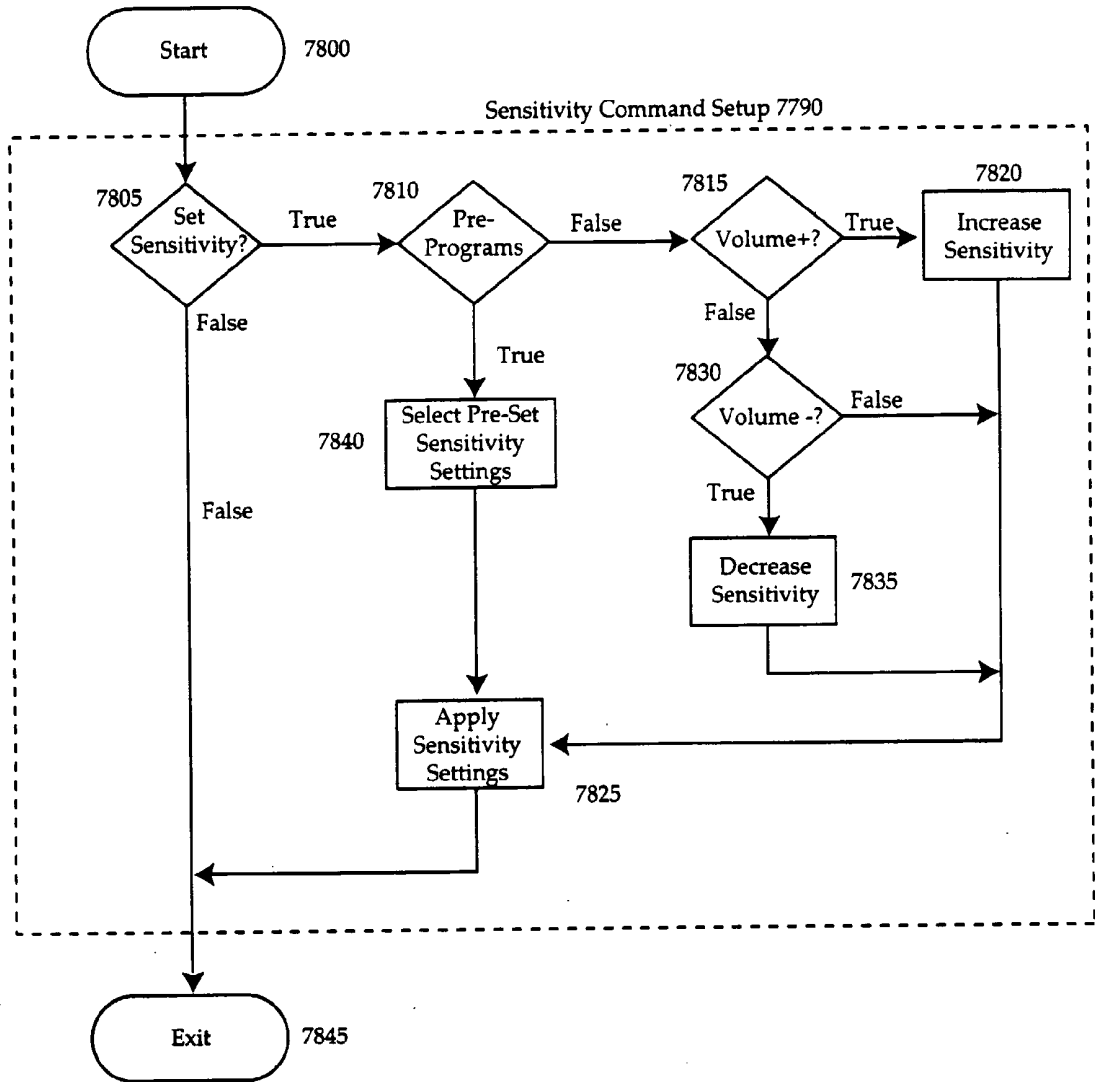 Start
7800
Sensitivity Command Setup 7790
7805
Set
Sensitivity?
True
7810
Pre-
Programs
False
7815
Volume+?
True
7820
Increase
Sensitivity
False
True
False
7830
Volume -?
False
7840
Select Pre-Set
Sensitivity
Settings
True
False
Decrease
Sensitivity
7835
Apply
Sensitivity
Settings
7825
Exit
7845